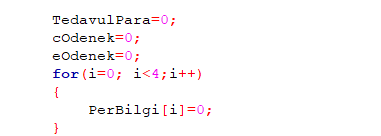 TedavulPara=0;
cOdenek=0;
eOdenek=0;
for(i=0; i<4;i++)
{
PerBilgi[i]=0;
}